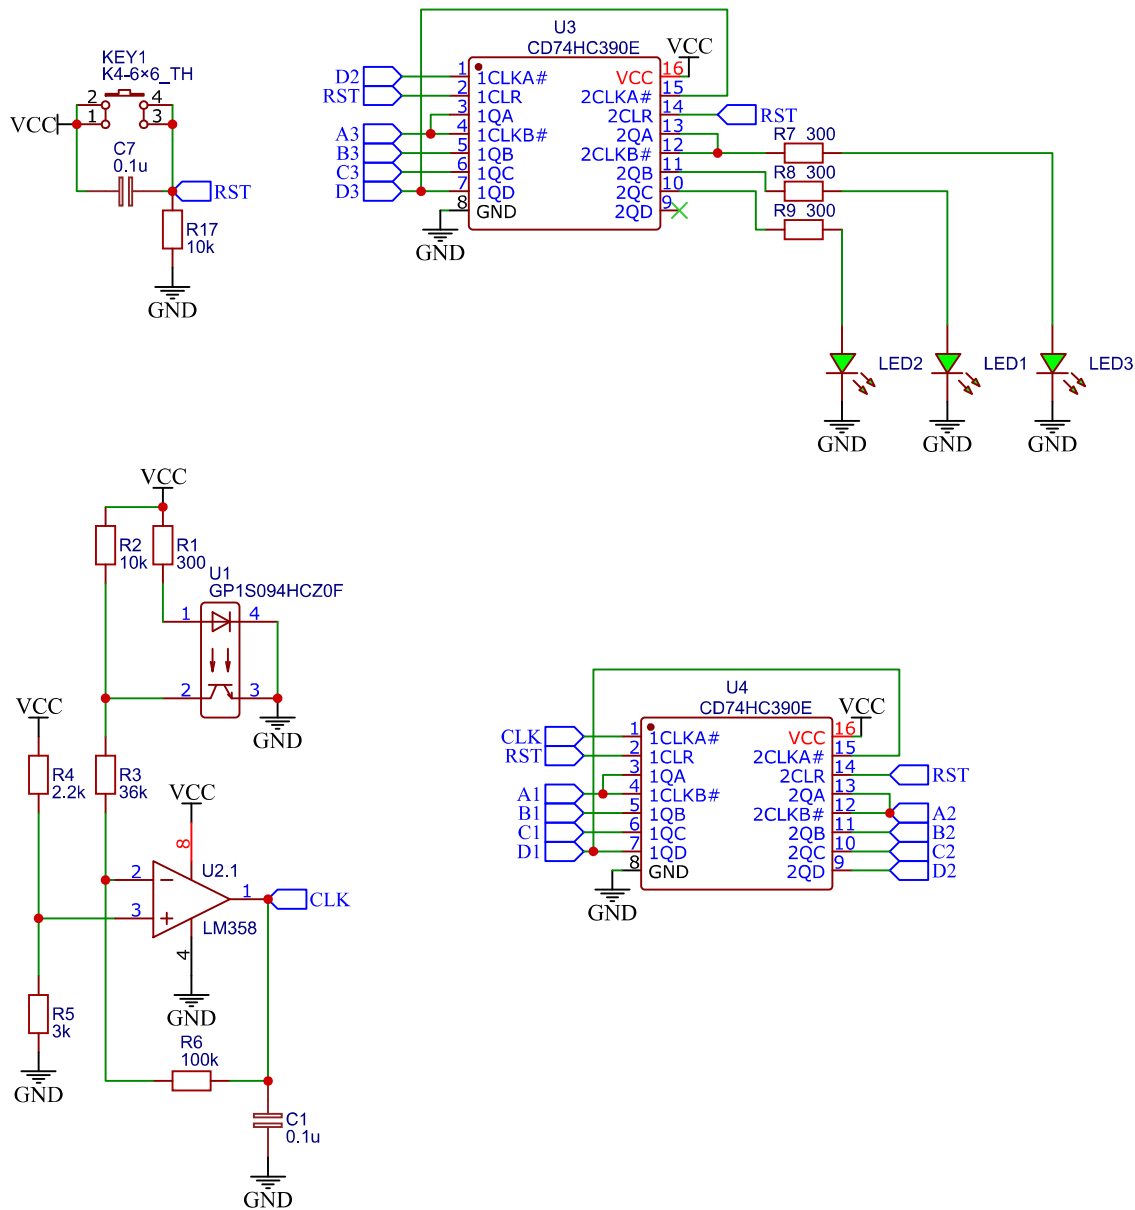 KEY1
K4-6×6_TH
2
4
VCC
1
3
C7
0.1u
RST
R17
10k
GND
U3
CD74HC390E
VCC
D2
1
1CLKA#
VCC
16
RST
2
1CLR
2CLKA#
15
3
1QA
2CLR
14
RST
A3
4
1CLKB#
2QA
13
B3
5
1QB
2CLKB#
12
C3
6
1QC
2QB
11
D3
7
1QD
2QC
10
8
GND
2QD
9
GND
R7 300
R8 300
R9 300
LED2
LED1
LED3
GND
GND
GND
VCC
R2
10k
R1
300
U1
GP1S094HCZ0F
1
4
2
3
GND
VCC
R4
2.2k
R3
36k
VCC
8
U2.1
2
1
CLK
3
LM358
4
GND
R5
3k
GND
R6
100k
C1
0.1u
GND
U4
CD74HC390E
VCC
CLK
1
1CLKA#
VCC
16
RST
2
1CLR
2CLKA#
15
3
1QA
2CLR
14
RST
A1
4
1CLKB#
2QA
13
B1
5
1QB
2CLKB#
12
A2
C1
6
1QC
2QB
11
B2
D1
7
1QD
2QC
10
C2
8
GND
2QD
9
D2
GND